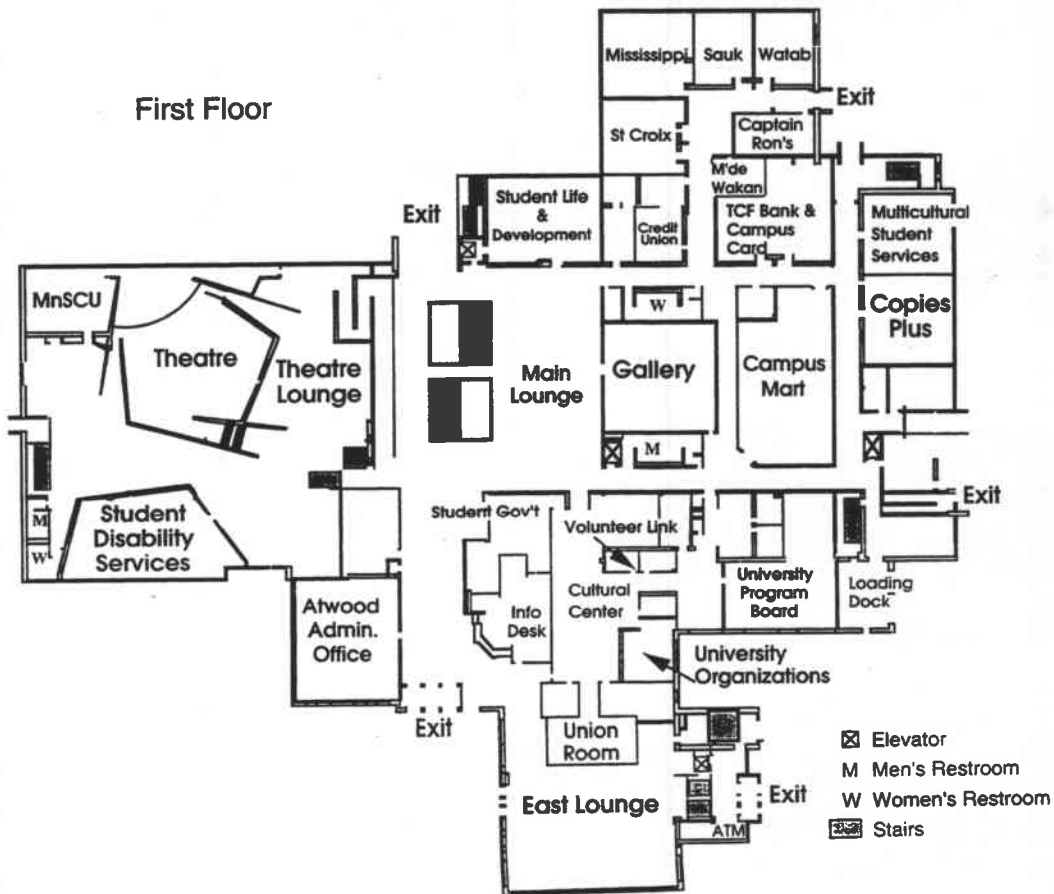 First Floor
Mississippi
Sauk
Watab
Exit
St Croix
Captain
Ron's
M'de
Wakan
Exit
Student Life
&
Development
Credit
Union
TCF Bank &
Campus
Card
Multicultural
Student
Services
MnSCU
W
Copies
Plus
Theatre
Theatre
Lounge
Main
Lounge
Gallery
Campus
Mart
M
Exit
Student Gov't
Volunteer Link
M
W
Student
Disability
Services
University
Program
Board
Loading
Dock
Cultural
Center
Atwood
Admin.
Office
Info
Desk
University
Organizations
Exit
Union
Room
East Lounge
Exit
ATM
Elevator
M Men's Restroom
W Women's Restroom
Stairs